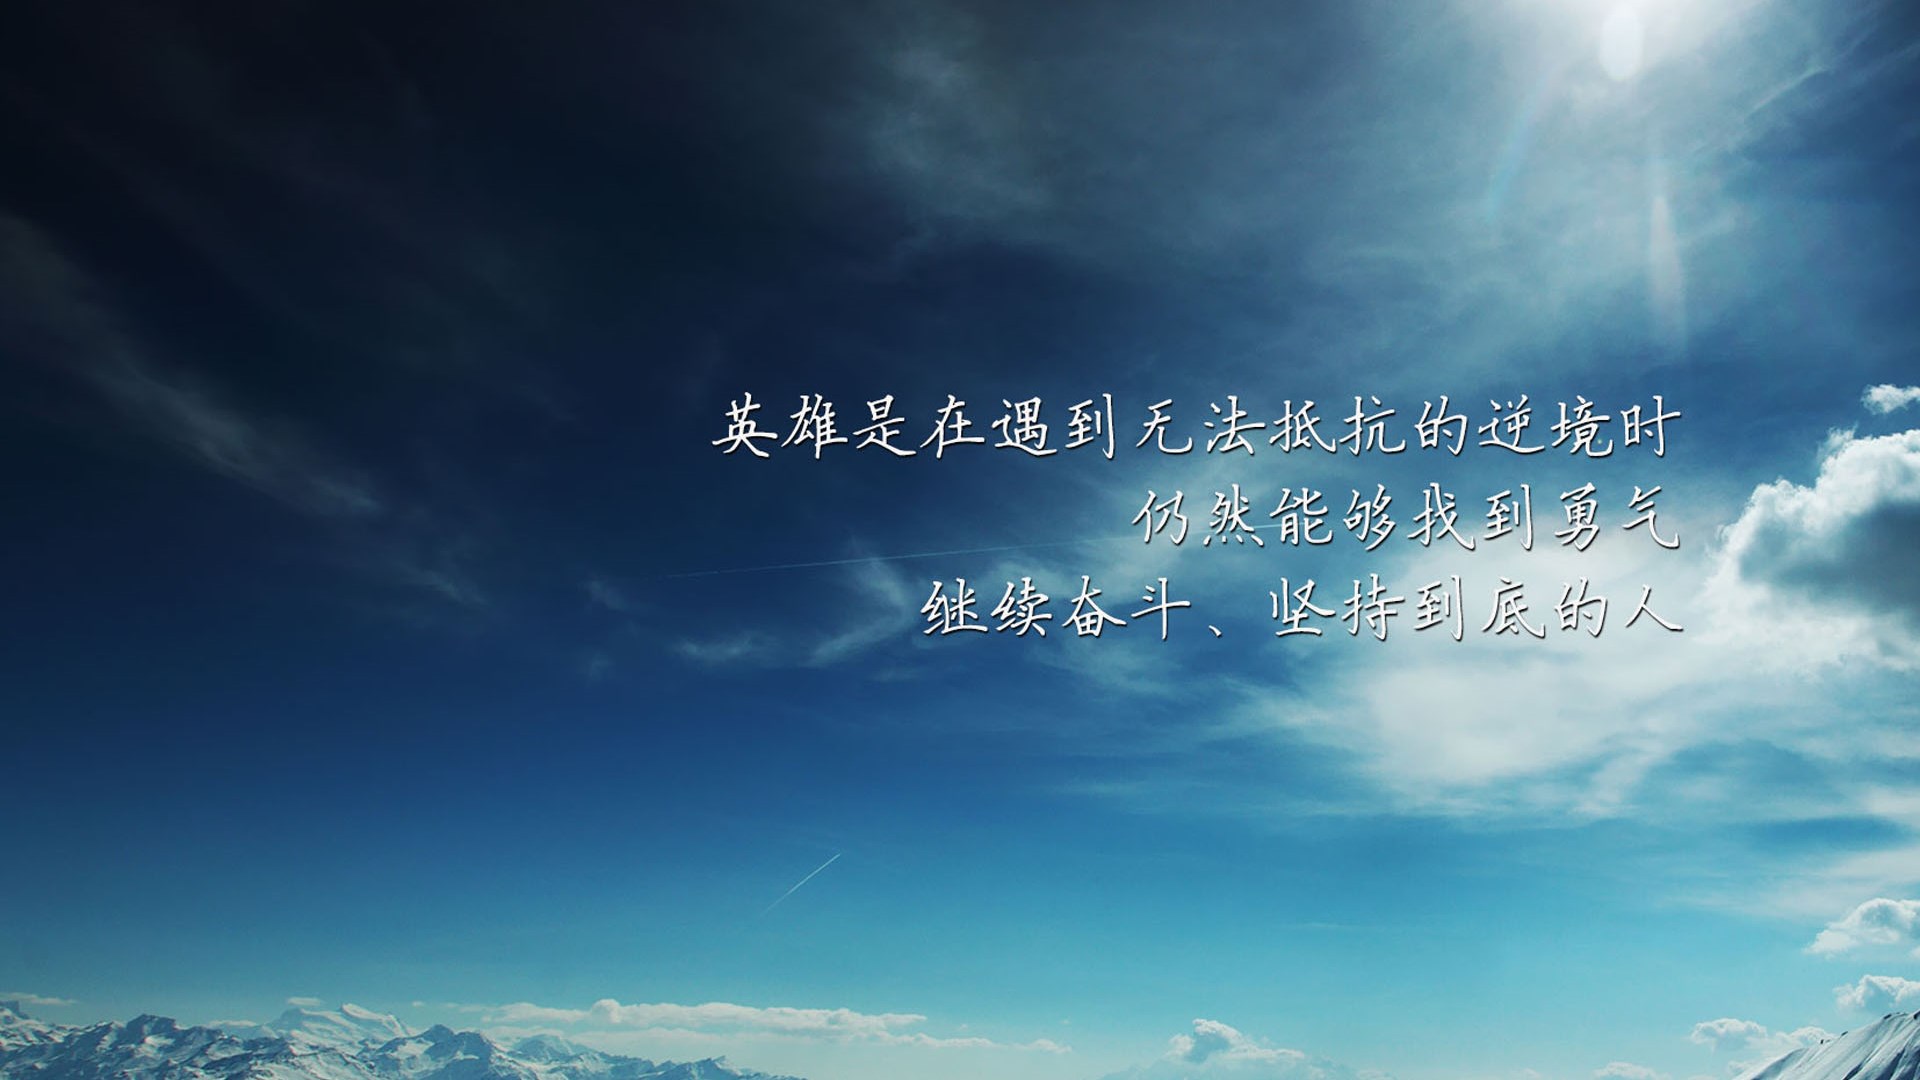 英雄是在遇到无法抵抗的逆境时
仍然能够找到勇气
继续奋斗、坚持到底的人